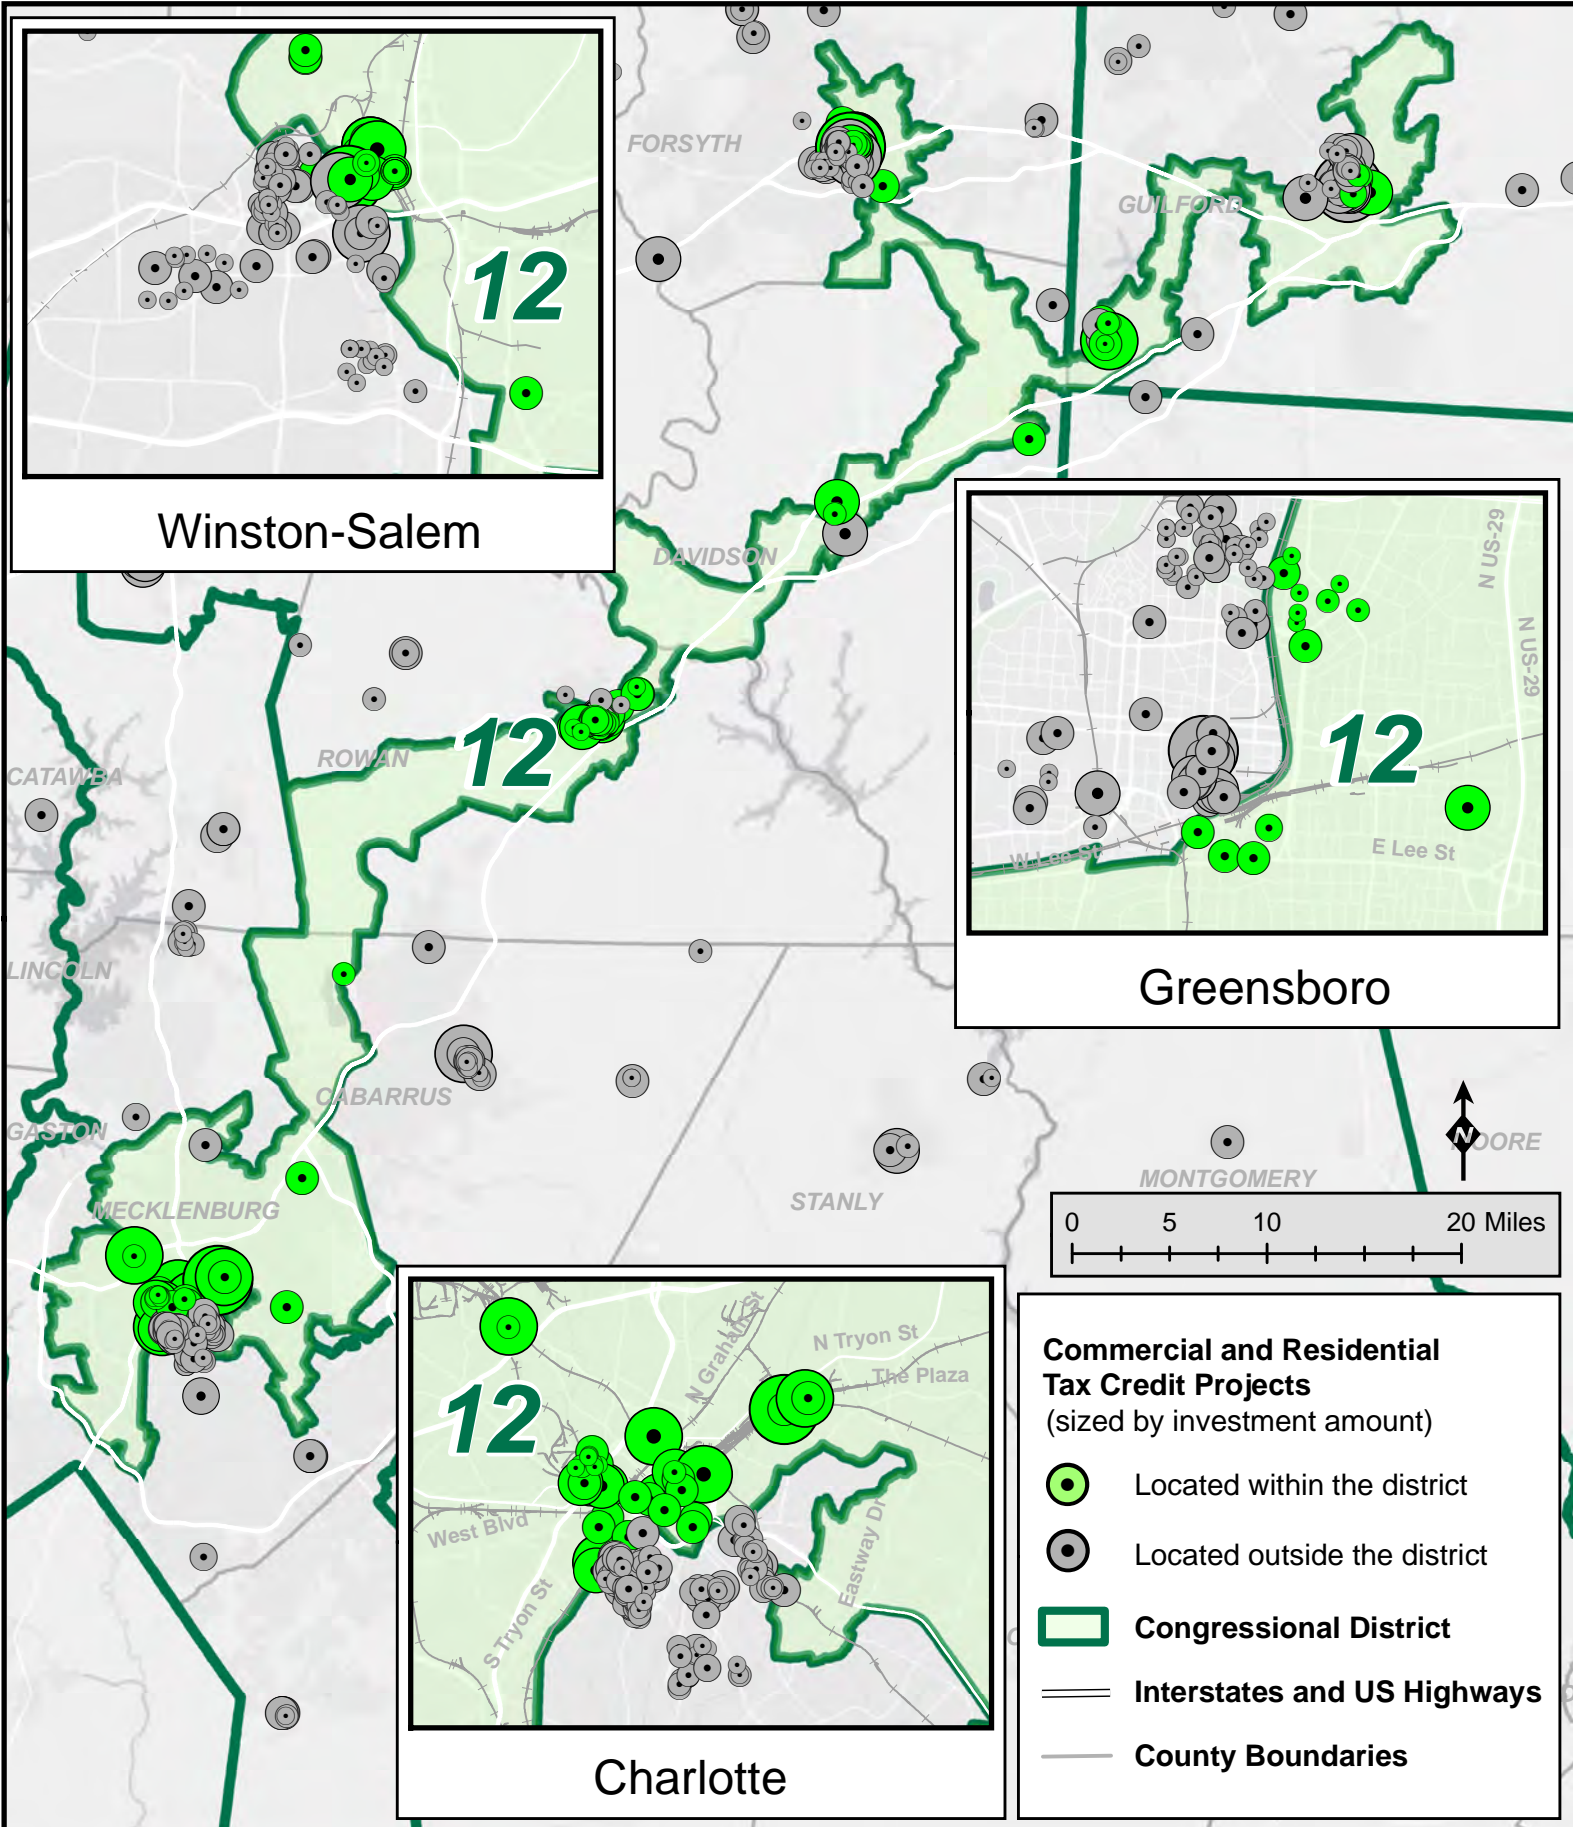 FORSYTH
GUILFORD
12
Winston-Salem
DAVIDSON
N US-29
N US-29
12
W Lee St
E Lee St
Greensboro
ROWAN
12
CATAWBA
LINCOLN
CABARRUS
GASTON
MECKLENBURG
STANLY
MONTGOMERY
N
MOORE
0 5 10 20 Miles
N Graham St
N Tryon St
The Plaza
12
West Blvd
Eastway Dr
S Tryon St
Charlotte
Commercial and Residential
Tax Credit Projects
(sized by investment amount)
Located within the district
Located outside the district
Congressional District
Interstates and US Highways
County Boundaries